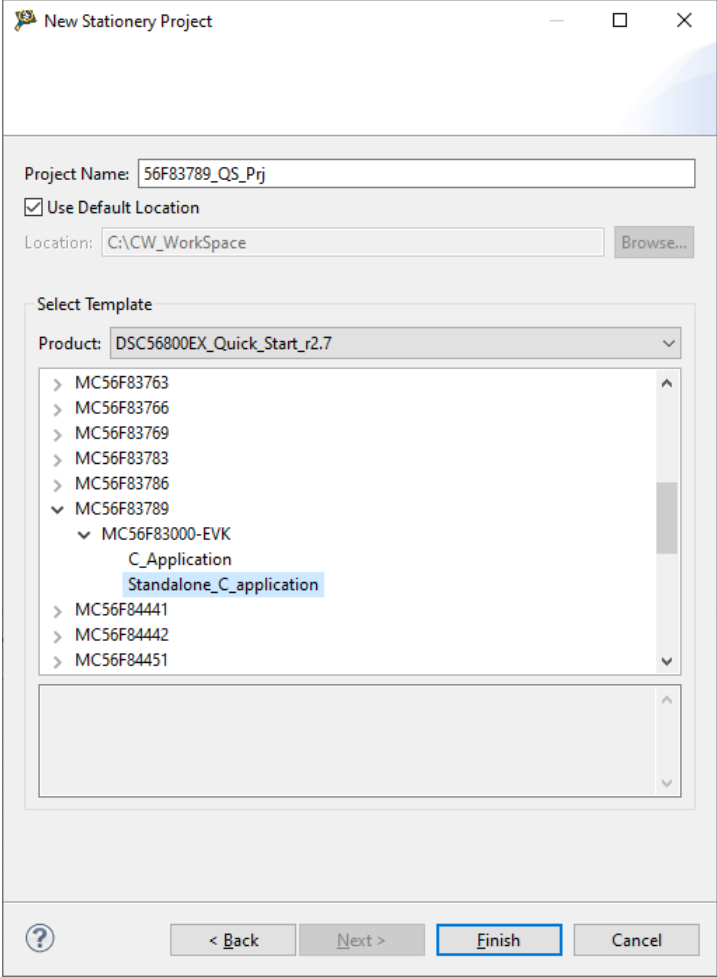 New Stationery Project
Project Name: 56F83789_QS_Prj
Use Default Location
Location: C:\CW_WorkSpace Browse...
Select Template
Product: DSC56800EX_Quick_Start_r2.7
MC56F83763
MC56F83766
MC56F83769
MC56F83783
MC56F83786
MC56F83789
MC56F83000-EVK
C_Application
Standalone_C_application
MC56F84441
MC56F84442
MC56F84451
? < Back Next > Finish Cancel